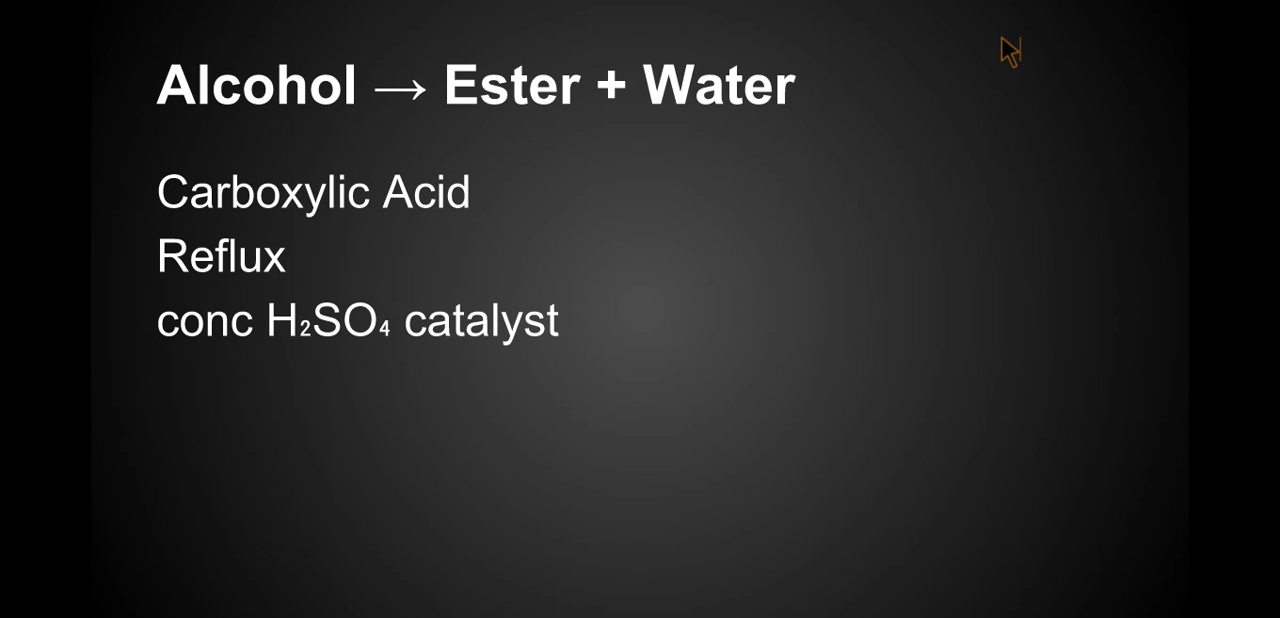 Alcohol → Ester + Water
Carboxylic Acid
Reflux
conc H₂SO₄ catalyst